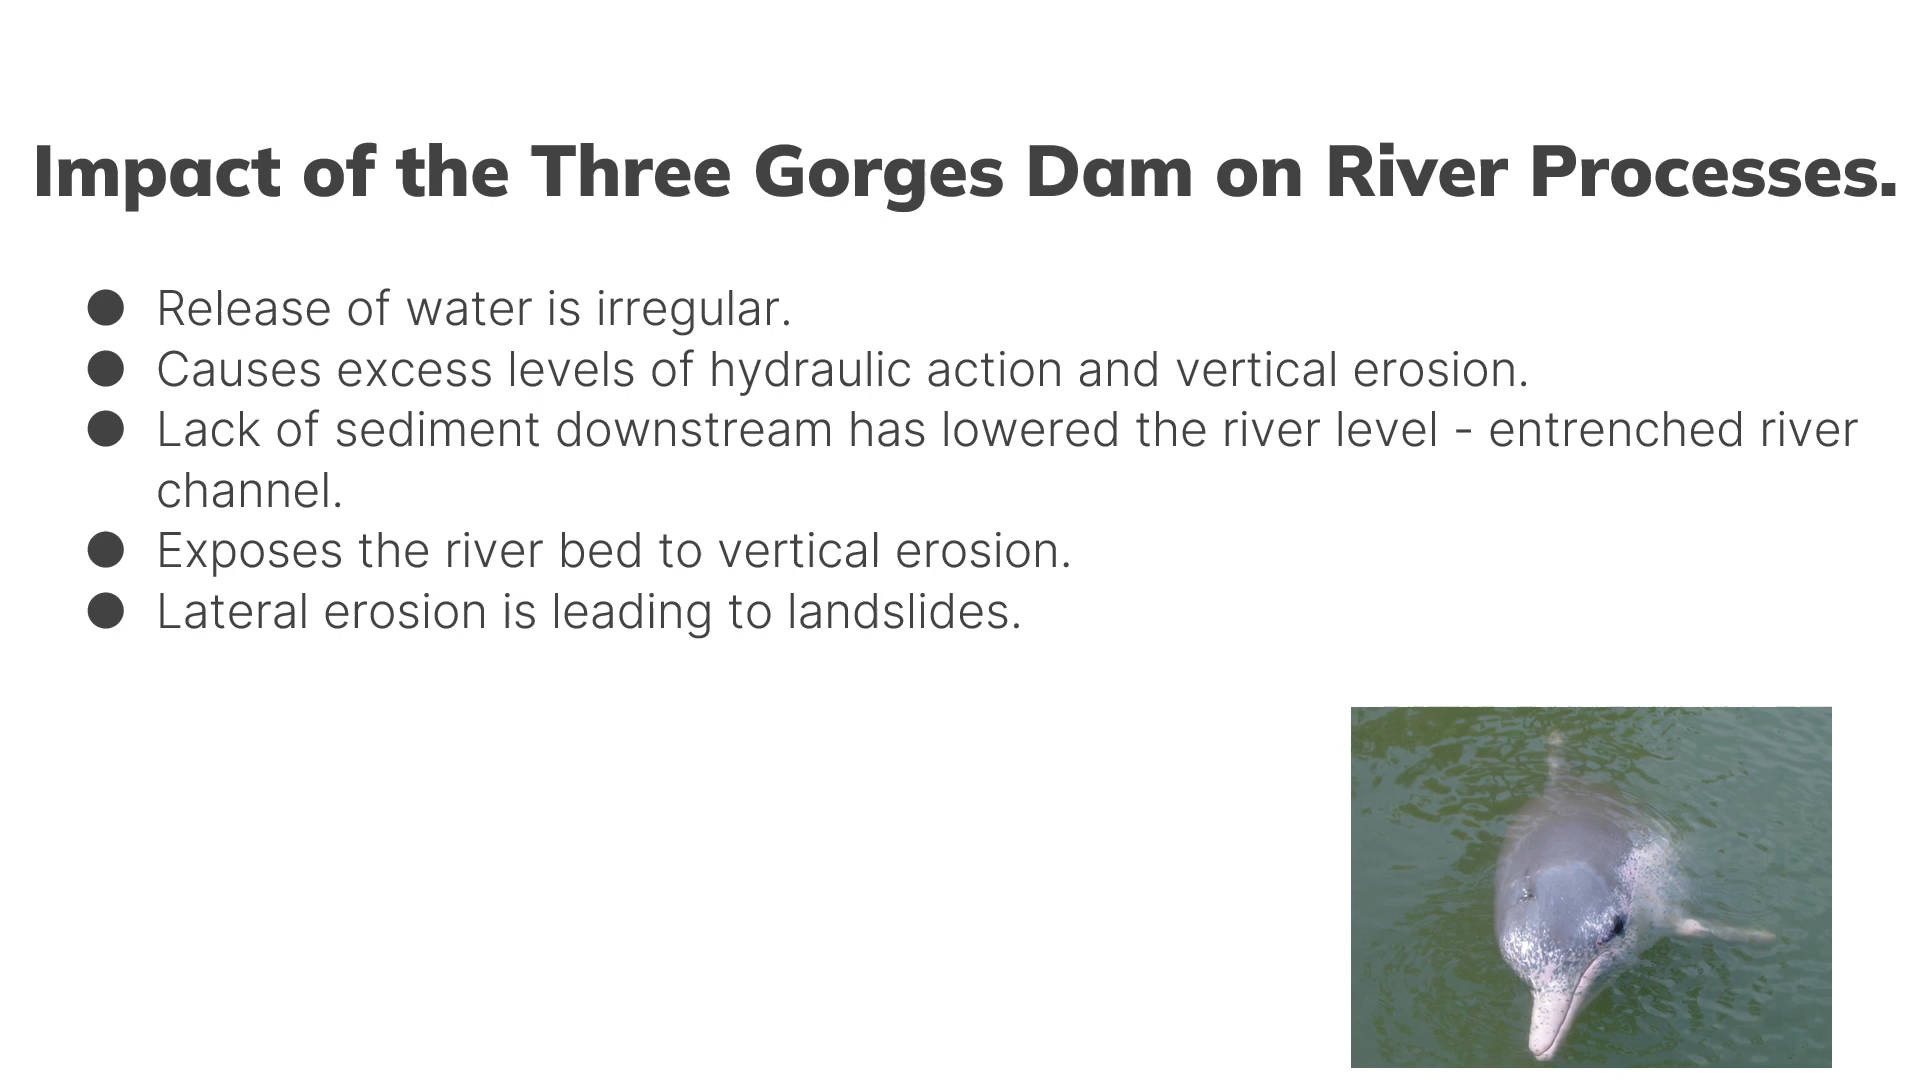 Impact of the Three Gorges Dam on River Processes.
● Release of water is irregular.
● Causes excess levels of hydraulic action and vertical erosion.
● Lack of sediment downstream has lowered the river level - entrenched river
channel.
● Exposes the river bed to vertical erosion.
● Lateral erosion is leading to landslides.